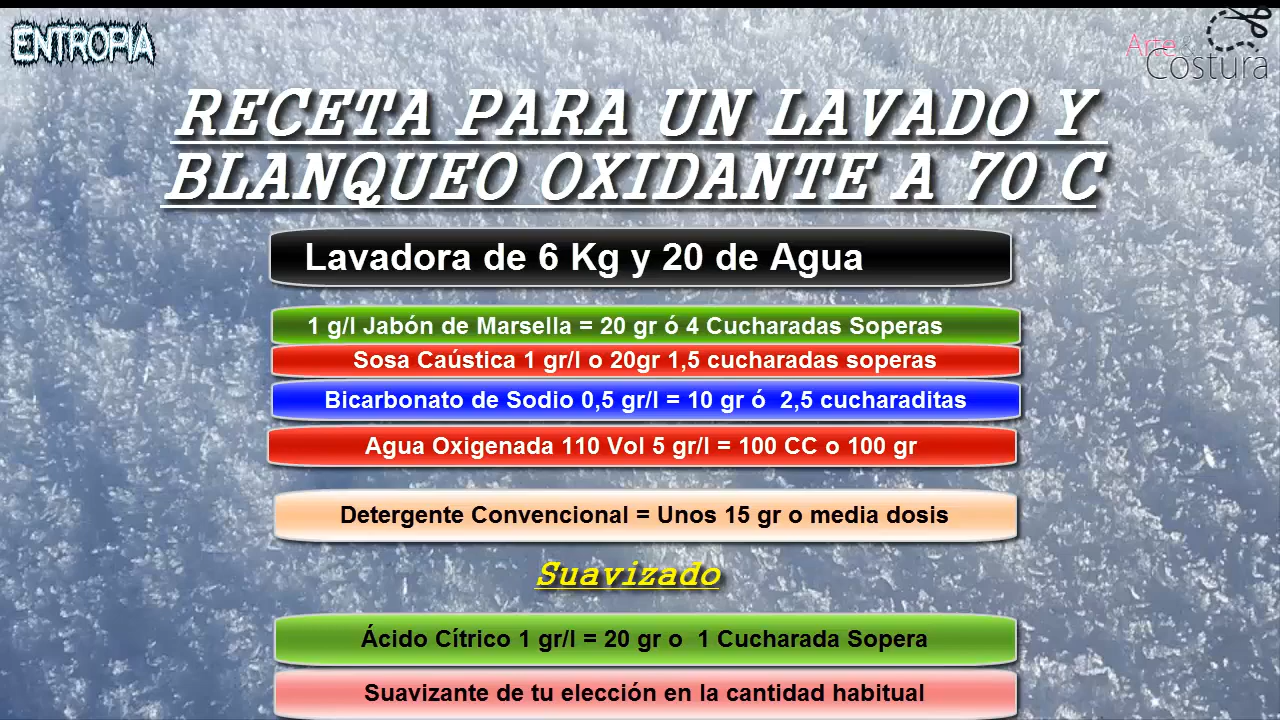 ENTROPIA
Arte &
Costura
RECETA PARA UN LAVADO Y
BLANQUEO OXIDANTE A 70 C
Lavadora de 6 Kg y 20 de Agua
1 g/l Jabón de Marsella = 20 gr ó 4 Cucharadas Soperas
Sosa Caústica 1 gr/l o 20gr 1,5 cucharadas soperas
Bicarbonato de Sodio 0,5 gr/l = 10 gr ó 2,5 cucharaditas
Agua Oxigenada 110 Vol 5 gr/l = 100 CC o 100 gr
Detergente Convencional = Unos 15 gr o media dosis
Suavizado
Ácido Cítrico 1 gr/l = 20 gr o 1 Cucharada Sopera
Suavizante de tu elección en la cantidad habitual